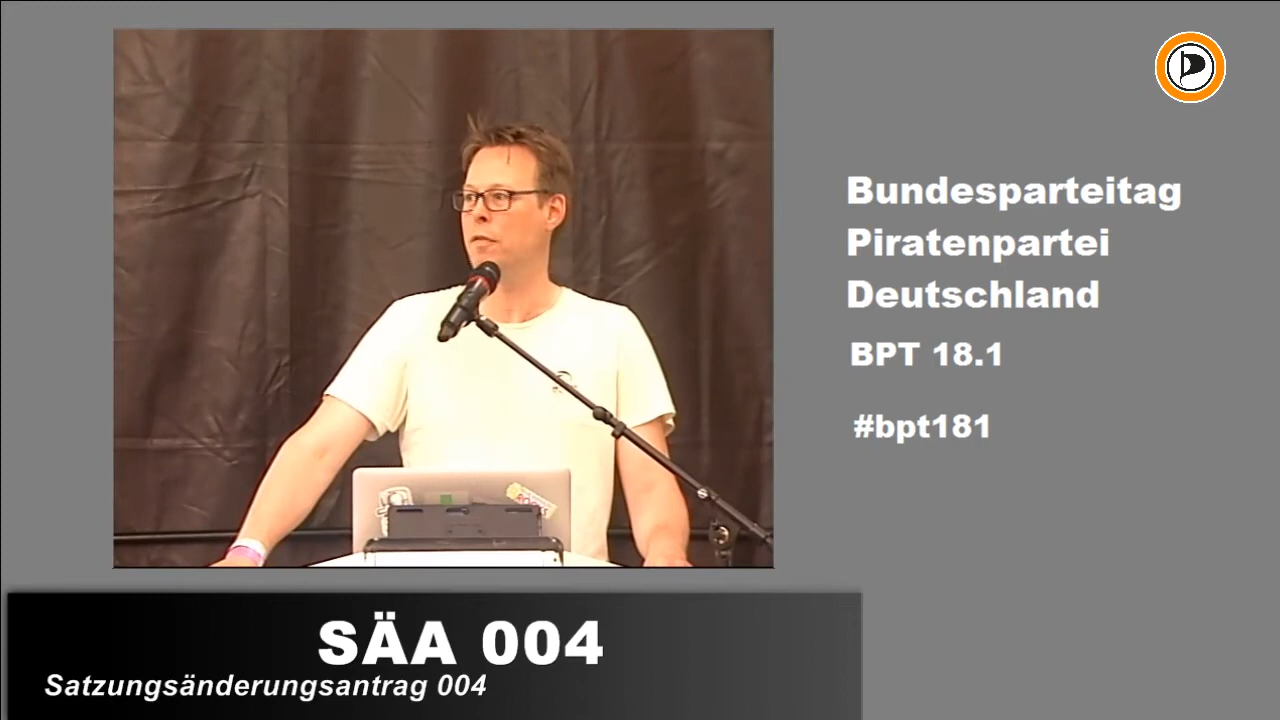 Bundesparteitag
Piratenpartei
Deutschland
BPT 18.1
#bpt181
SÄA 004
Satzungsänderungsantrag 004